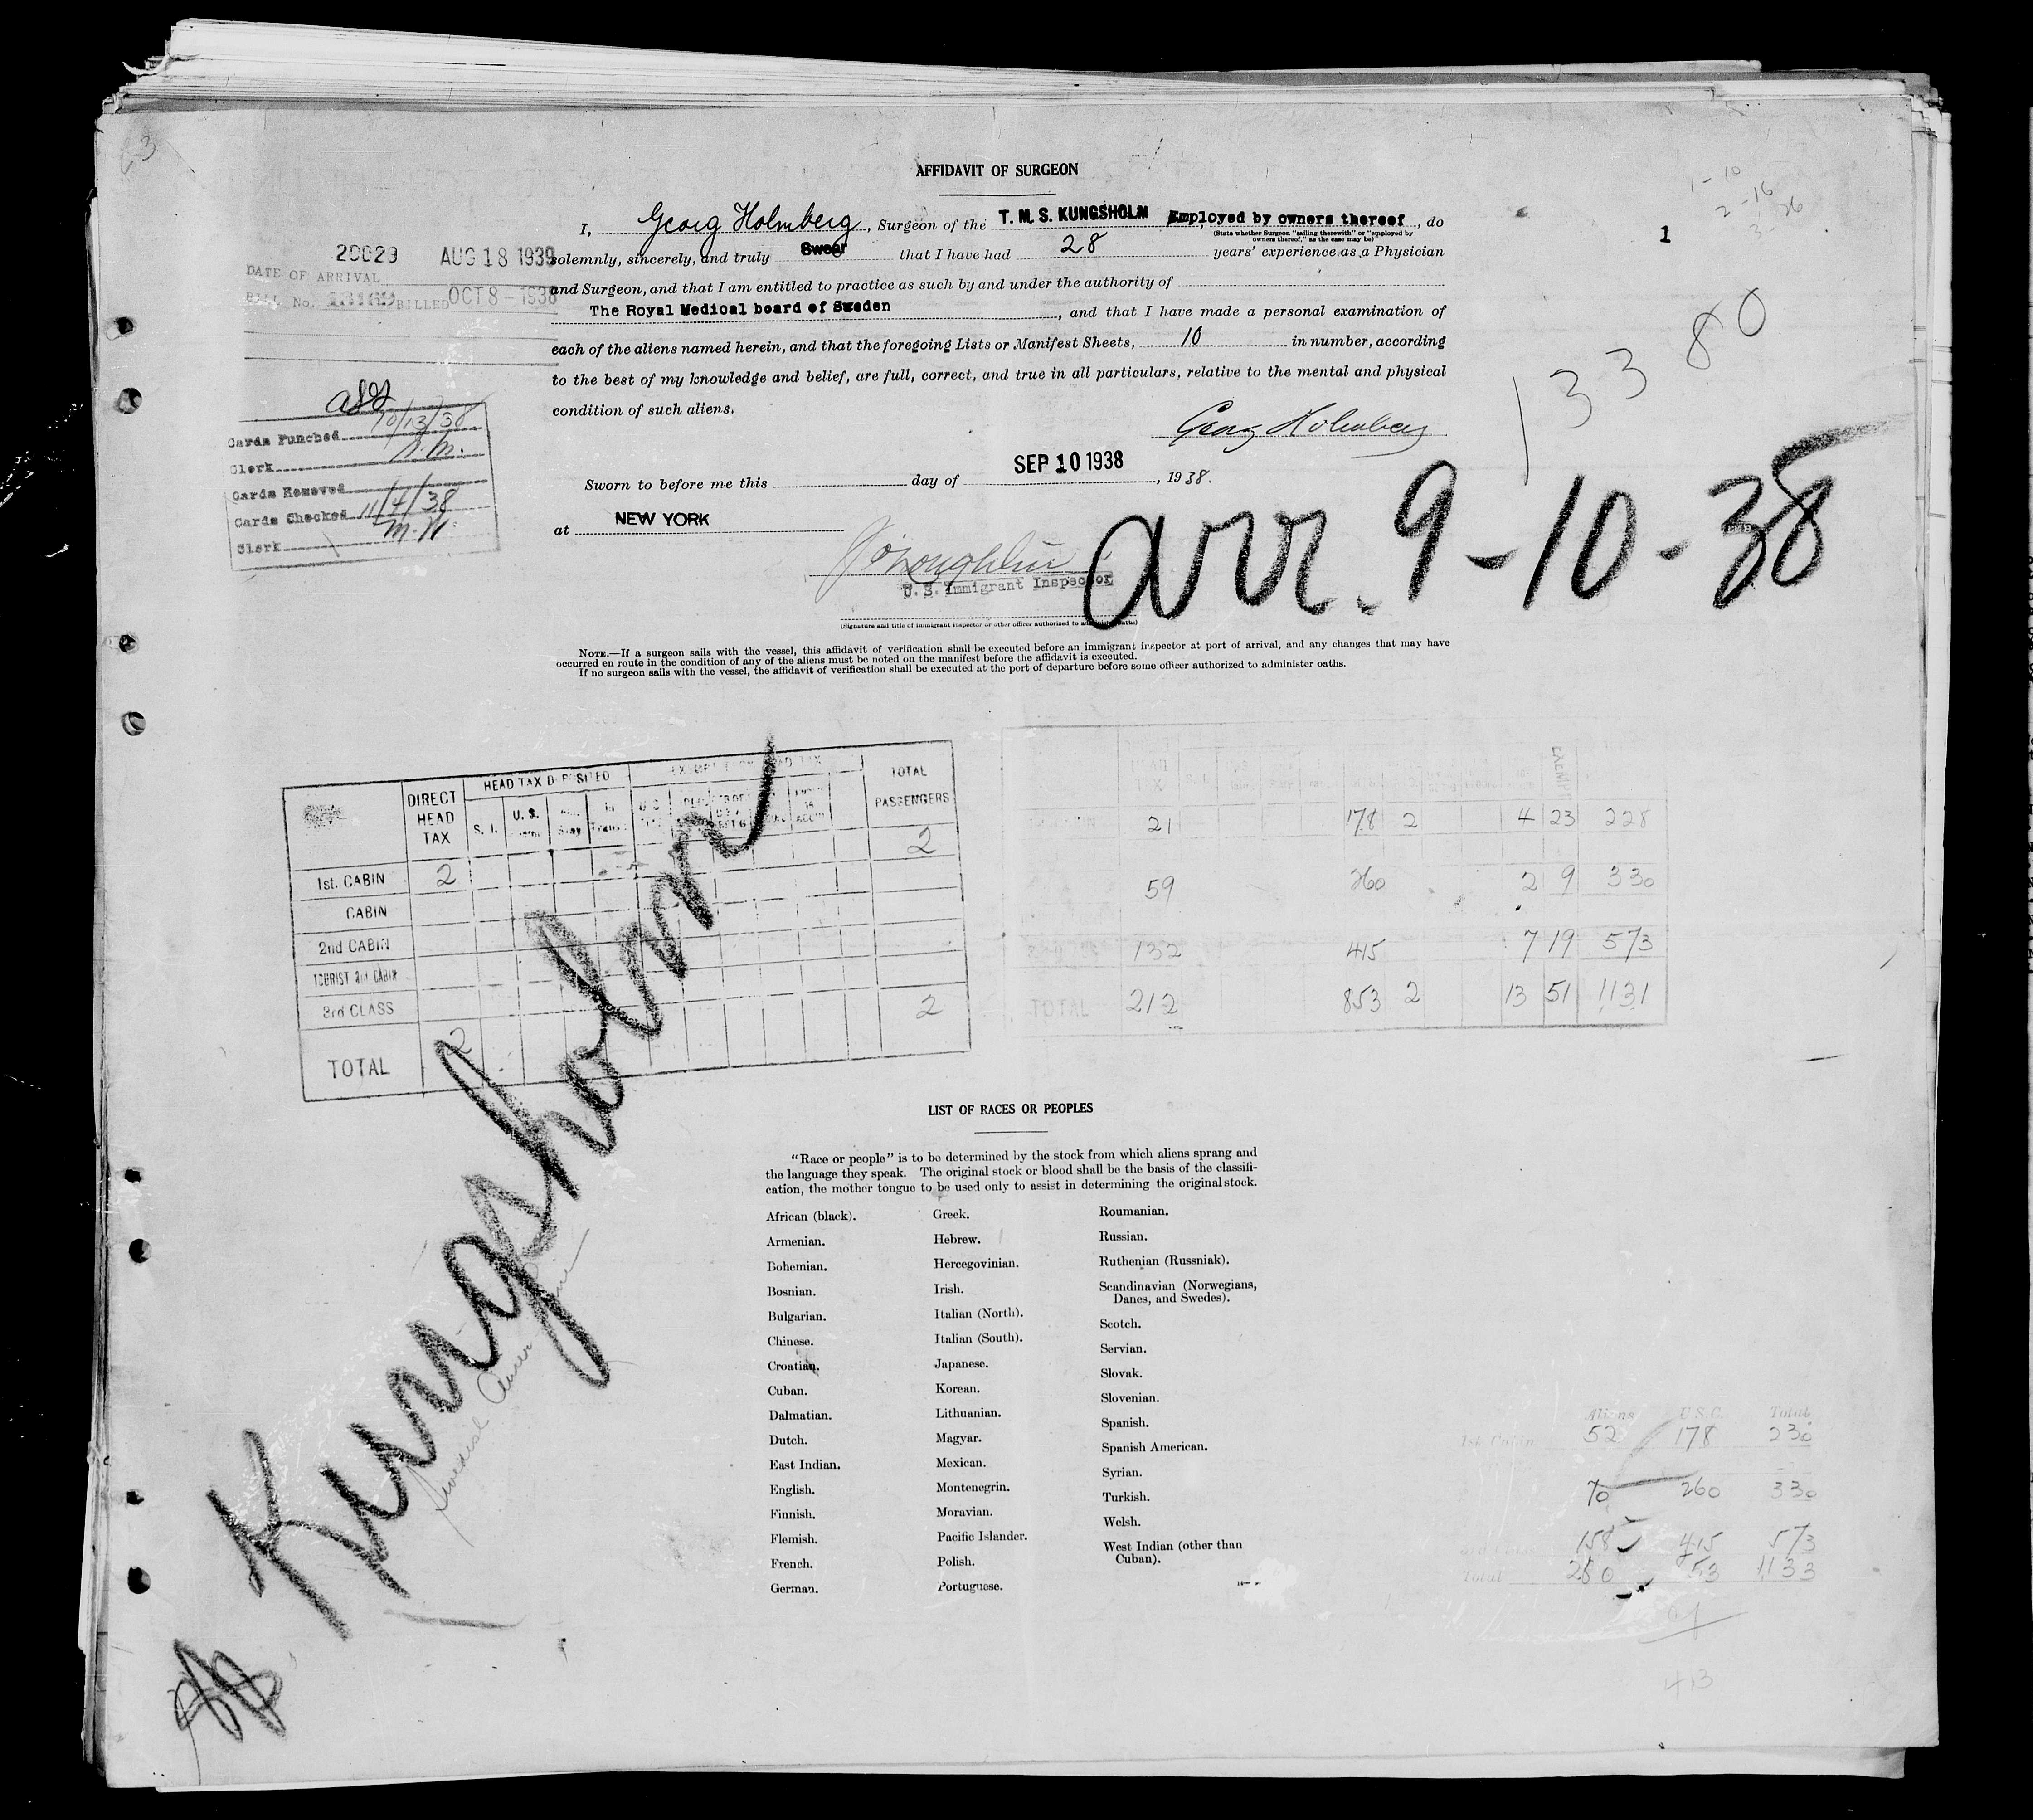 AFFIDAVIT OF SURGEON
I, Georg Holmberg, Surgeon of the T. M. S. KUNGSHOLM Employed by owners thereof, do
(State whether Surgeon "sailing therewith" or "employed by
owners thereof," as the case may be)
1
20029 AUG 18 1939
solemnly, sincerely, and truly Swear that I have had 28 years' experience as a Physician
DATE OF ARRIVAL
and Surgeon, and that I am entitled to practice as such by and under the authority of
BILL No. 13169 BILLED OCT 8 - 1938
The Royal Medical board of Sweden, and that I have made a personal examination of
each of the aliens named herein, and that the foregoing Lists or Manifest Sheets, 10 in number, according
to the best of my knowledge and belief, are full, correct, and true in all particulars, relative to the mental and physical
condition of such aliens.
13380
Georg Holmberg
Cards Punched 10/13/38
Clerk
Cards Removed
Cards Checked 11/4/38
Clerk M.W.
SEP 10 1938
Sworn to before me this day of , 1938.
at NEW YORK
arr. 9-10-38
U. S. Immigrant Inspector
(Signature and title of immigrant inspector or other officer authorized to administer oaths)
NOTE.—If a surgeon sails with the vessel, this affidavit of verification shall be executed before an immigrant inspector at port of arrival, and any changes that may have
occurred en route in the condition of any of the aliens must be noted on the manifest before the affidavit is executed.
If no surgeon sails with the vessel, the affidavit of verification shall be executed at the port of departure before some officer authorized to administer oaths.
DIRECT HEAD TAX HEAD TAX DEPOSITED TOTAL PASSENGERS
S. I. U. S.
2
1st. CABIN 2
CABIN
2nd CABIN
TOURIST 3rd CABIN
3rd CLASS 2
TOTAL 2
21 178 2 4 23 228
59 260 2 9 330
132 415 7 19 573
TOTAL 212 853 2 13 51 1131
Kungsholm
Swedish Amer Line
LIST OF RACES OR PEOPLES
"Race or people" is to be determined by the stock from which aliens sprang and
the language they speak. The original stock or blood shall be the basis of the classifi-
cation, the mother tongue to be used only to assist in determining the original stock.
African (black).
Armenian.
Bohemian.
Bosnian.
Bulgarian.
Chinese.
Croatian.
Cuban.
Dalmatian.
Dutch.
East Indian.
English.
Finnish.
Flemish.
French.
German.
Greek.
Hebrew.
Hercegovinian.
Irish.
Italian (North).
Italian (South).
Japanese.
Korean.
Lithuanian.
Magyar.
Mexican.
Montenegrin.
Moravian.
Pacific Islander.
Polish.
Portuguese.
Roumanian.
Russian.
Ruthenian (Russniak).
Scandinavian (Norwegians,
Danes, and Swedes).
Scotch.
Servian.
Slovak.
Slovenian.
Spanish.
Spanish American.
Syrian.
Turkish.
Welsh.
West Indian (other than
Cuban).
Aliens U.S.C. Total
1st Cabin 52 178 230
70 260 330
158 415 573
Total 280 53 1133
413